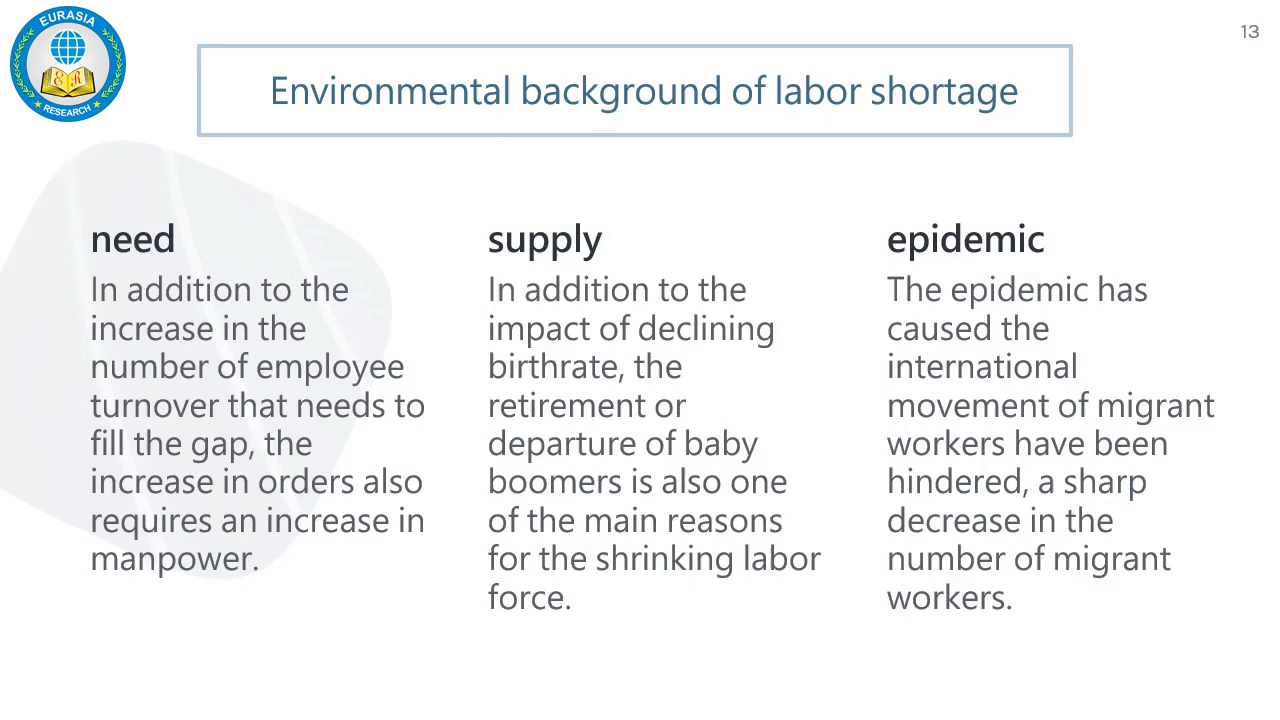 EURASIA
E R
RESEARCH
13
Environmental background of labor shortage
need
In addition to the
increase in the
number of employee
turnover that needs to
fill the gap, the
increase in orders also
requires an increase in
manpower.
supply
In addition to the
impact of declining
birthrate, the
retirement or
departure of baby
boomers is also one
of the main reasons
for the shrinking labor
force.
epidemic
The epidemic has
caused the
international
movement of migrant
workers have been
hindered, a sharp
decrease in the
number of migrant
workers.